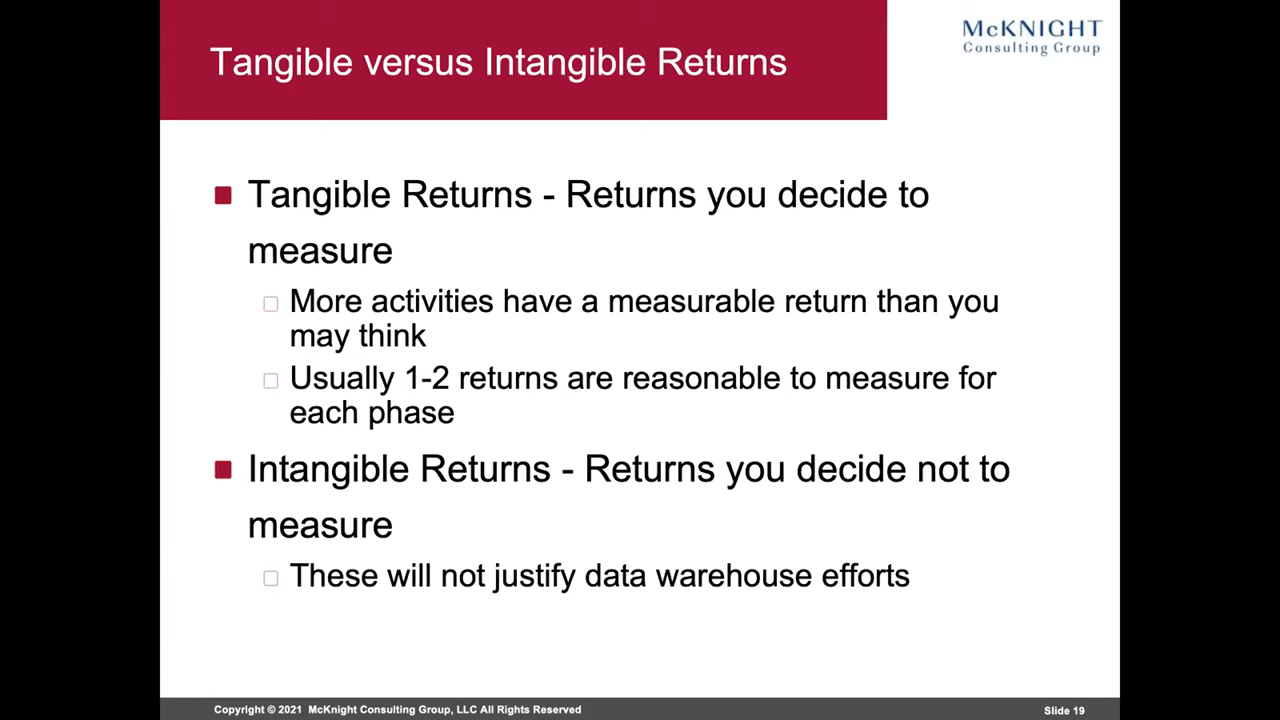 Tangible versus Intangible Returns
McKNIGHT
Consulting Group
Tangible Returns - Returns you decide to
measure
More activities have a measurable return than you
may think
Usually 1-2 returns are reasonable to measure for
each phase
Intangible Returns - Returns you decide not to
measure
These will not justify data warehouse efforts
Copyright © 2021 McKnight Consulting Group, LLC All Rights Reserved
Slide 19